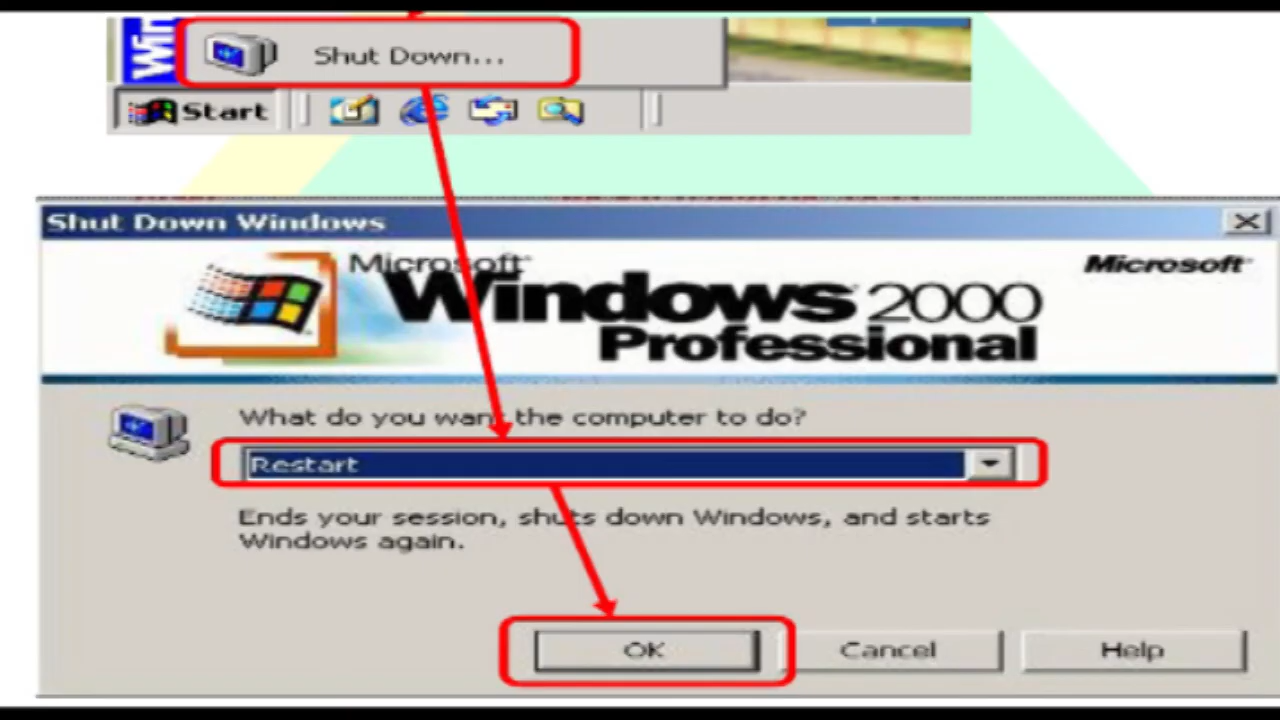 Win
Shut Down...
Start
Shut Down Windows
Microsoft
Windows 2000
Professional
Microsoft
What do you want the computer to do?
Restart
Ends your session, shuts down Windows, and starts
Windows again.
OK Cancel Help